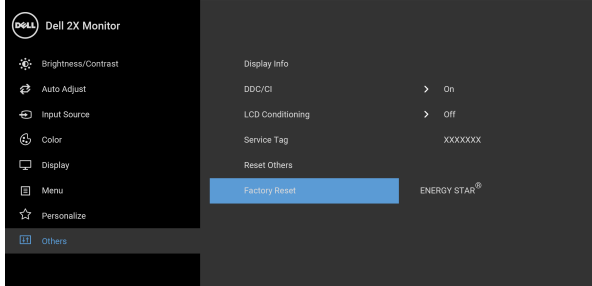 DELL Dell 2X Monitor
Brightness/Contrast
Auto Adjust
Input Source
Color
Display
Menu
Personalize
Others
Display Info
DDC/CI > On
LCD Conditioning > Off
Service Tag XXXXXXX
Reset Others
Factory Reset ENERGY STAR®